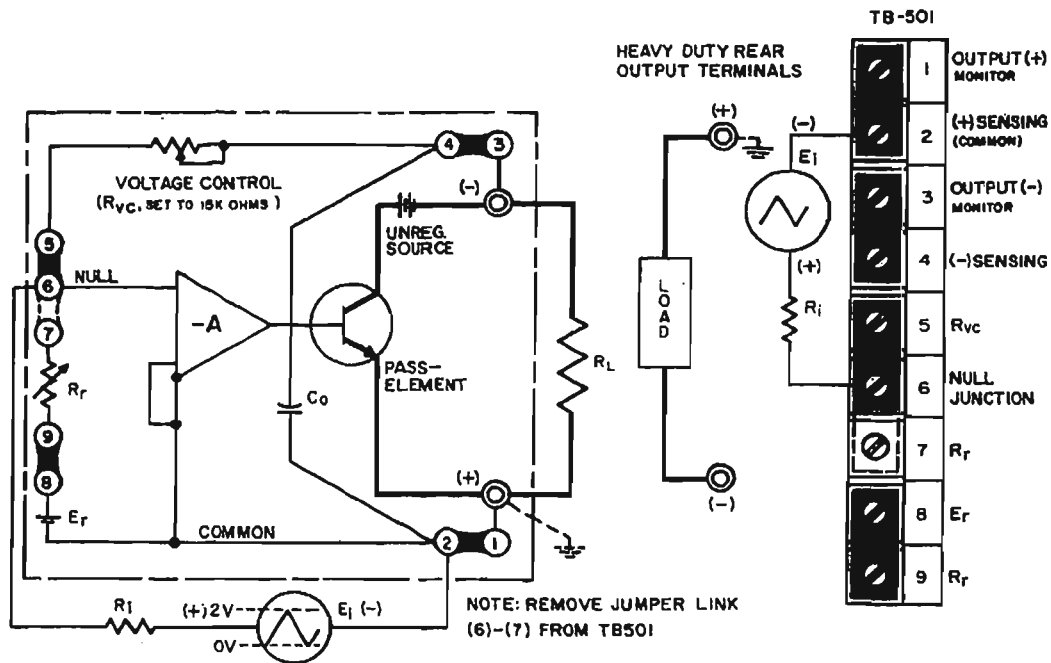 TB-501
HEAVY DUTY REAR
OUTPUT TERMINALS
1 OUTPUT (+)
MONITOR
2 (+) SENSING
(COMMON)
3 OUTPUT (-)
MONITOR
4 (-) SENSING
5 Rvc
6 NULL
JUNCTION
7 Rr
8 Er
9 Rr
(+)
(-)
Ei
(+)
Ri
LOAD
(-)
VOLTAGE CONTROL
(RVC, SET TO 15K OHMS)
4 3
(-)
UNREG.
SOURCE
5
6 NULL
7
-A
Rr
PASS-
ELEMENT
Co
RL
9
8
Er
COMMON
(+)
2 1
RI
(+) 2V
0V
Ei (-)
NOTE: REMOVE JUMPER LINK
(6)-(7) FROM TB501